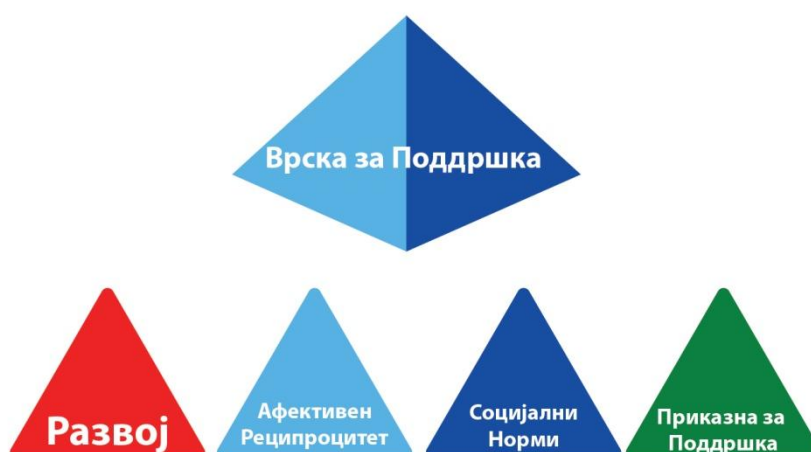 Врска за Поддршка
Развој
Афективен
Реципроцитет
Социјални
Норми
Приказна за
Поддршка